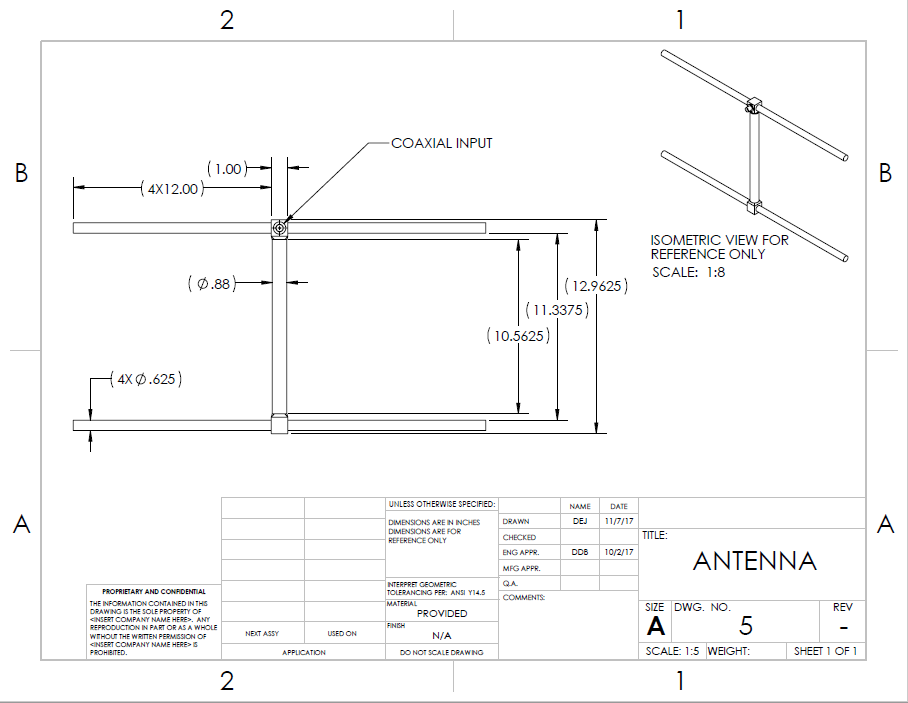 2
1
B
B
A
A
COAXIAL INPUT
(1.00)
(4X12.00)
(Ø.88)
(12.9625)
(11.3375)
(10.5625)
(4XØ.625)
ISOMETRIC VIEW FOR
REFERENCE ONLY
SCALE: 1:8
PROPRIETARY AND CONFIDENTIAL
THE INFORMATION CONTAINED IN THIS
DRAWING IS THE SOLE PROPERTY OF
<INSERT COMPANY NAME HERE>. ANY
REPRODUCTION IN PART OR AS A WHOLE
WITHOUT THE WRITTEN PERMISSION OF
<INSERT COMPANY NAME HERE> IS
PROHIBITED.
NEXT ASSY
USED ON
APPLICATION
UNLESS OTHERWISE SPECIFIED:
DIMENSIONS ARE IN INCHES
DIMENSIONS ARE FOR
REFERENCE ONLY
INTERPRET GEOMETRIC
TOLERANCING PER: ANSI Y14.5
MATERIAL
PROVIDED
FINISH
N/A
DO NOT SCALE DRAWING
NAME DATE
DRAWN DEJ 11/7/17
CHECKED
ENG APPR. DDB 10/2/17
MFG APPR.
Q.A.
COMMENTS:
TITLE:
ANTENNA
SIZE DWG. NO. REV
A 5 -
SCALE: 1:5 WEIGHT: SHEET 1 OF 1
2
1